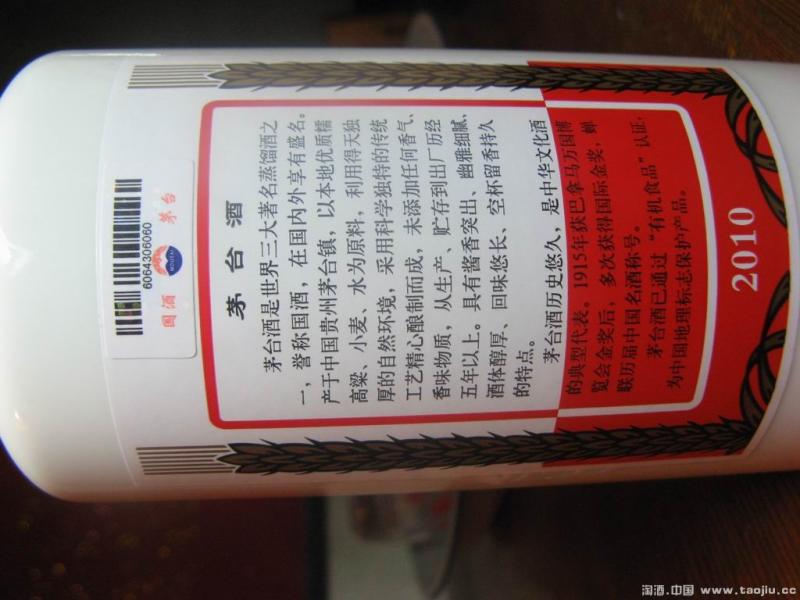 6064306060
国酒 茅台
茅台酒
茅台酒是世界三大著名蒸馏酒之
一，誉称国酒，在国内外享有盛名。
产于中国贵州茅台镇，以本地优质糯
高粱、小麦、水为原料，利用得天独
厚的自然环境，采用科学独特的传统
工艺精心酿制而成，未添加任何香气、
香味物质，从生产、贮存到出厂历经
五年以上。具有酱香突出、幽雅细腻、
酒体醇厚、回味悠长、空杯留香持久
的特点。
茅台酒历史悠久，是中华文化酒
的典型代表。1915年获巴拿马万国博
览会金奖后，多次获得国际金奖，蝉
联历届中国名酒称号。
茅台酒已通过“有机食品”认证，
为中国地理标志保护产品。
2010
淘酒.中国 www.taojiu.cc